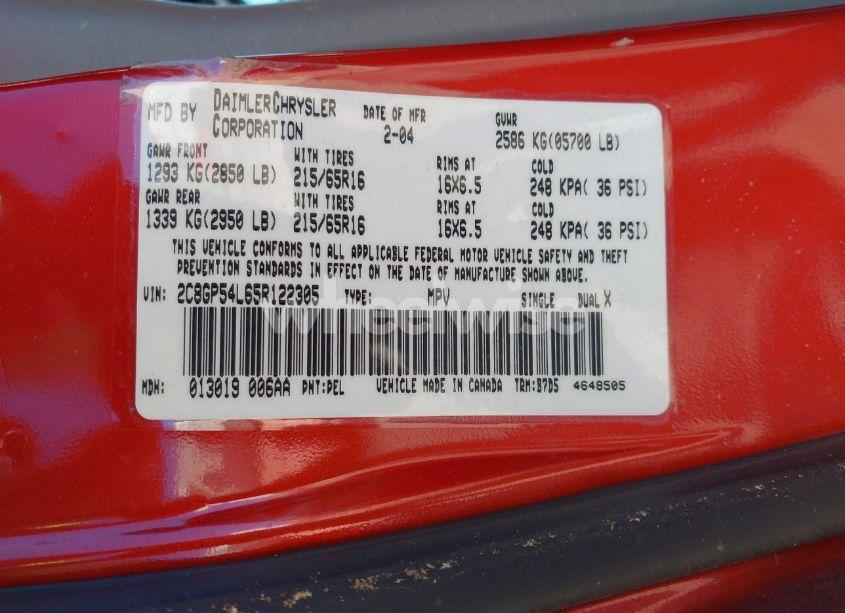 MFD BY DAIMLERCHRYSLER CORPORATION DATE OF MFR 2-04 GVWR 2586 KG(05700 LB)
GAWR FRONT WITH TIRES RIMS AT COLD
1293 KG(2850 LB) 215/65R16 16X6.5 248 KPA( 36 PSI)
GAWR REAR WITH TIRES RIMS AT COLD
1339 KG(2950 LB) 215/65R16 16X6.5 248 KPA( 36 PSI)
THIS VEHICLE CONFORMS TO ALL APPLICABLE FEDERAL MOTOR VEHICLE SAFETY AND THEFT
PREVENTION STANDARDS IN EFFECT ON THE DATE OF MANUFACTURE SHOWN ABOVE.
VIN: 2C8GP54L65R122305 TYPE: MPV SINGLE DUAL X
wheelwise
MDH: 013019 006AA PNT:PEL VEHICLE MADE IN CANADA TRM:B7D5 4648505